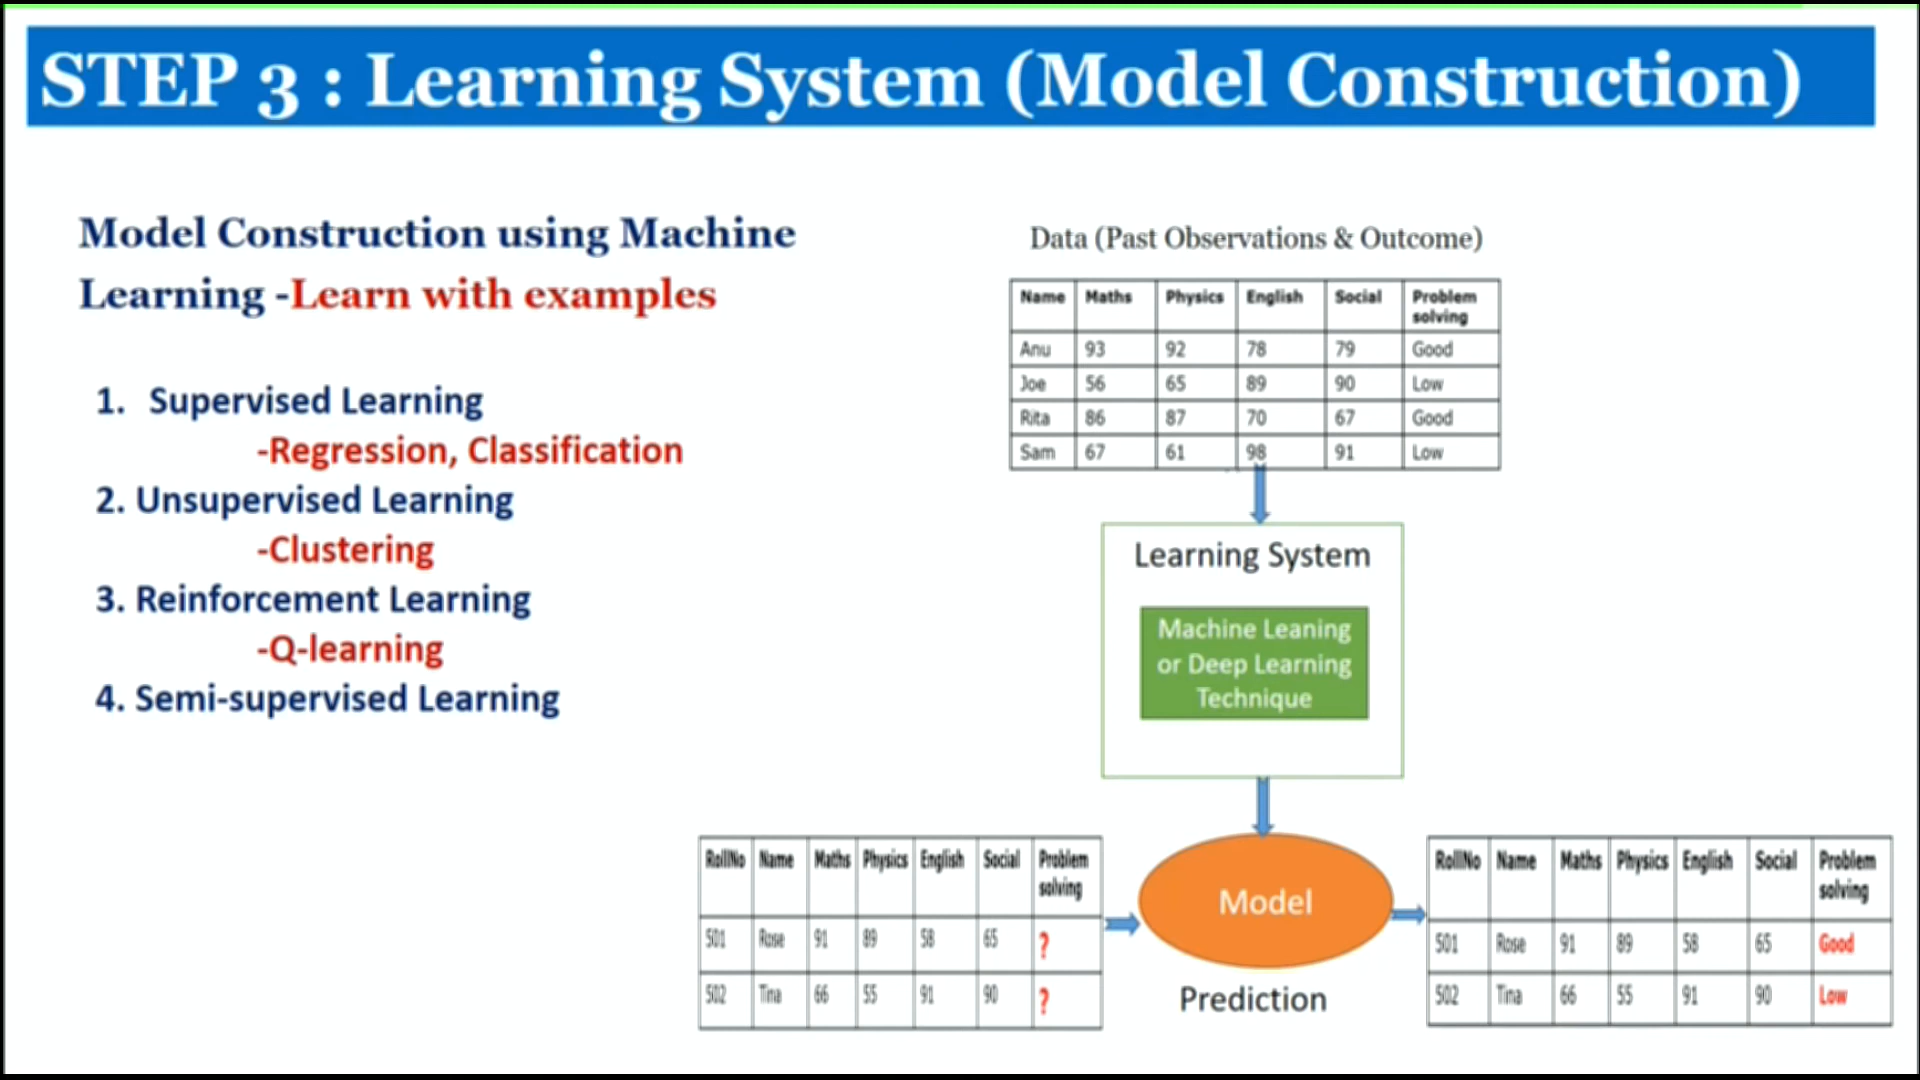 STEP 3 : Learning System (Model Construction)
Model Construction using Machine
Learning -Learn with examples
1. Supervised Learning
-Regression, Classification
2. Unsupervised Learning
-Clustering
3. Reinforcement Learning
-Q-learning
4. Semi-supervised Learning
Data (Past Observations & Outcome)
Name Maths Physics English Social Problem solving
Anu 93 92 78 79 Good
Joe 56 65 89 90 Low
Rita 86 87 70 67 Good
Sam 67 61 98 91 Low
Learning System
Machine Leaning
or Deep Learning
Technique
RollNo Name Maths Physics English Social Problem solving
501 Rose 91 89 58 65 ?
502 Tina 66 55 91 90 ?
Model
Prediction
RollNo Name Maths Physics English Social Problem solving
501 Rose 91 89 58 65 Good
502 Tina 66 55 91 90 Low